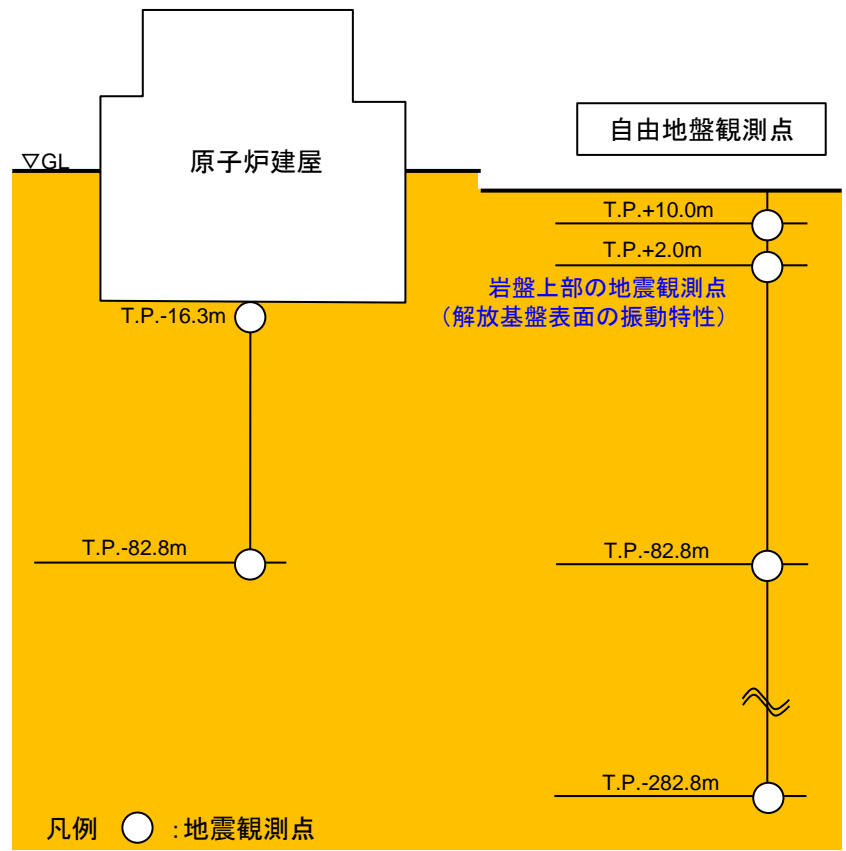 自由地盤観測点
▽GL
原子炉建屋
T.P.+10.0m
T.P.+2.0m
岩盤上部の地震観測点
（解放基盤表面の振動特性）
T.P.-16.3m
T.P.-82.8m
T.P.-82.8m
T.P.-282.8m
凡例 ：地震観測点